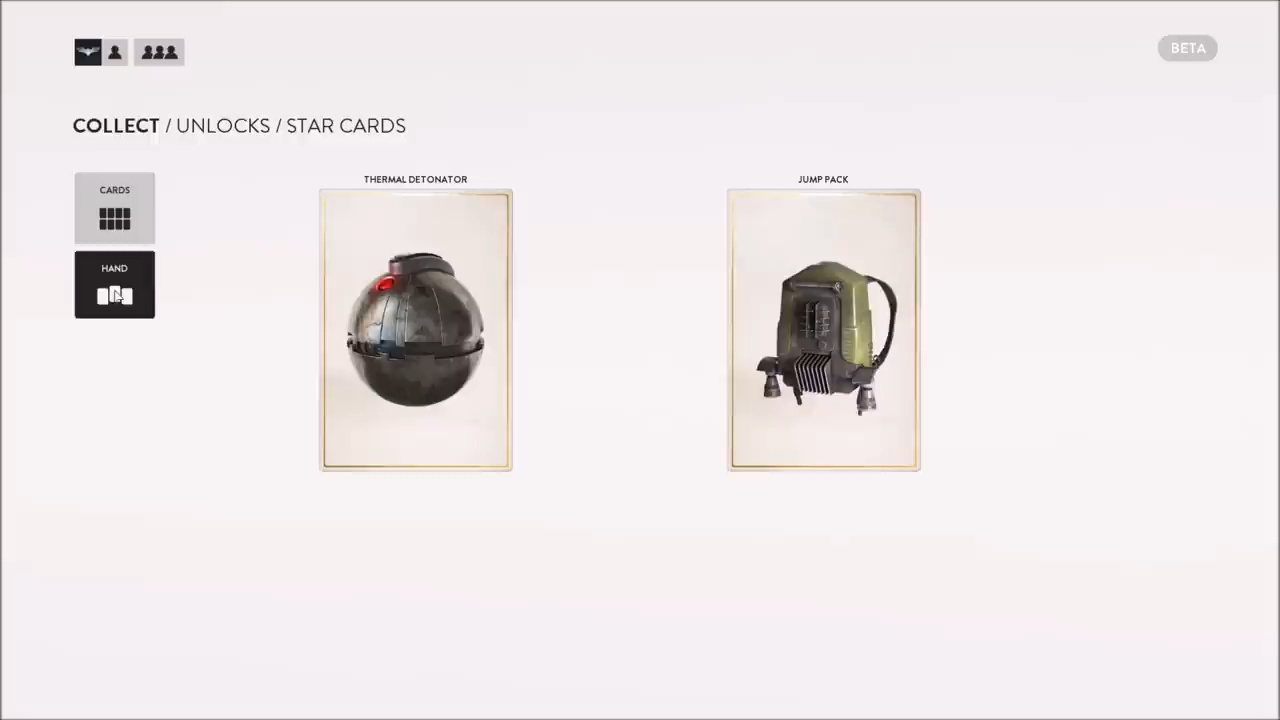 BETA
COLLECT / UNLOCKS / STAR CARDS
CARDS
HAND
THERMAL DETONATOR
JUMP PACK